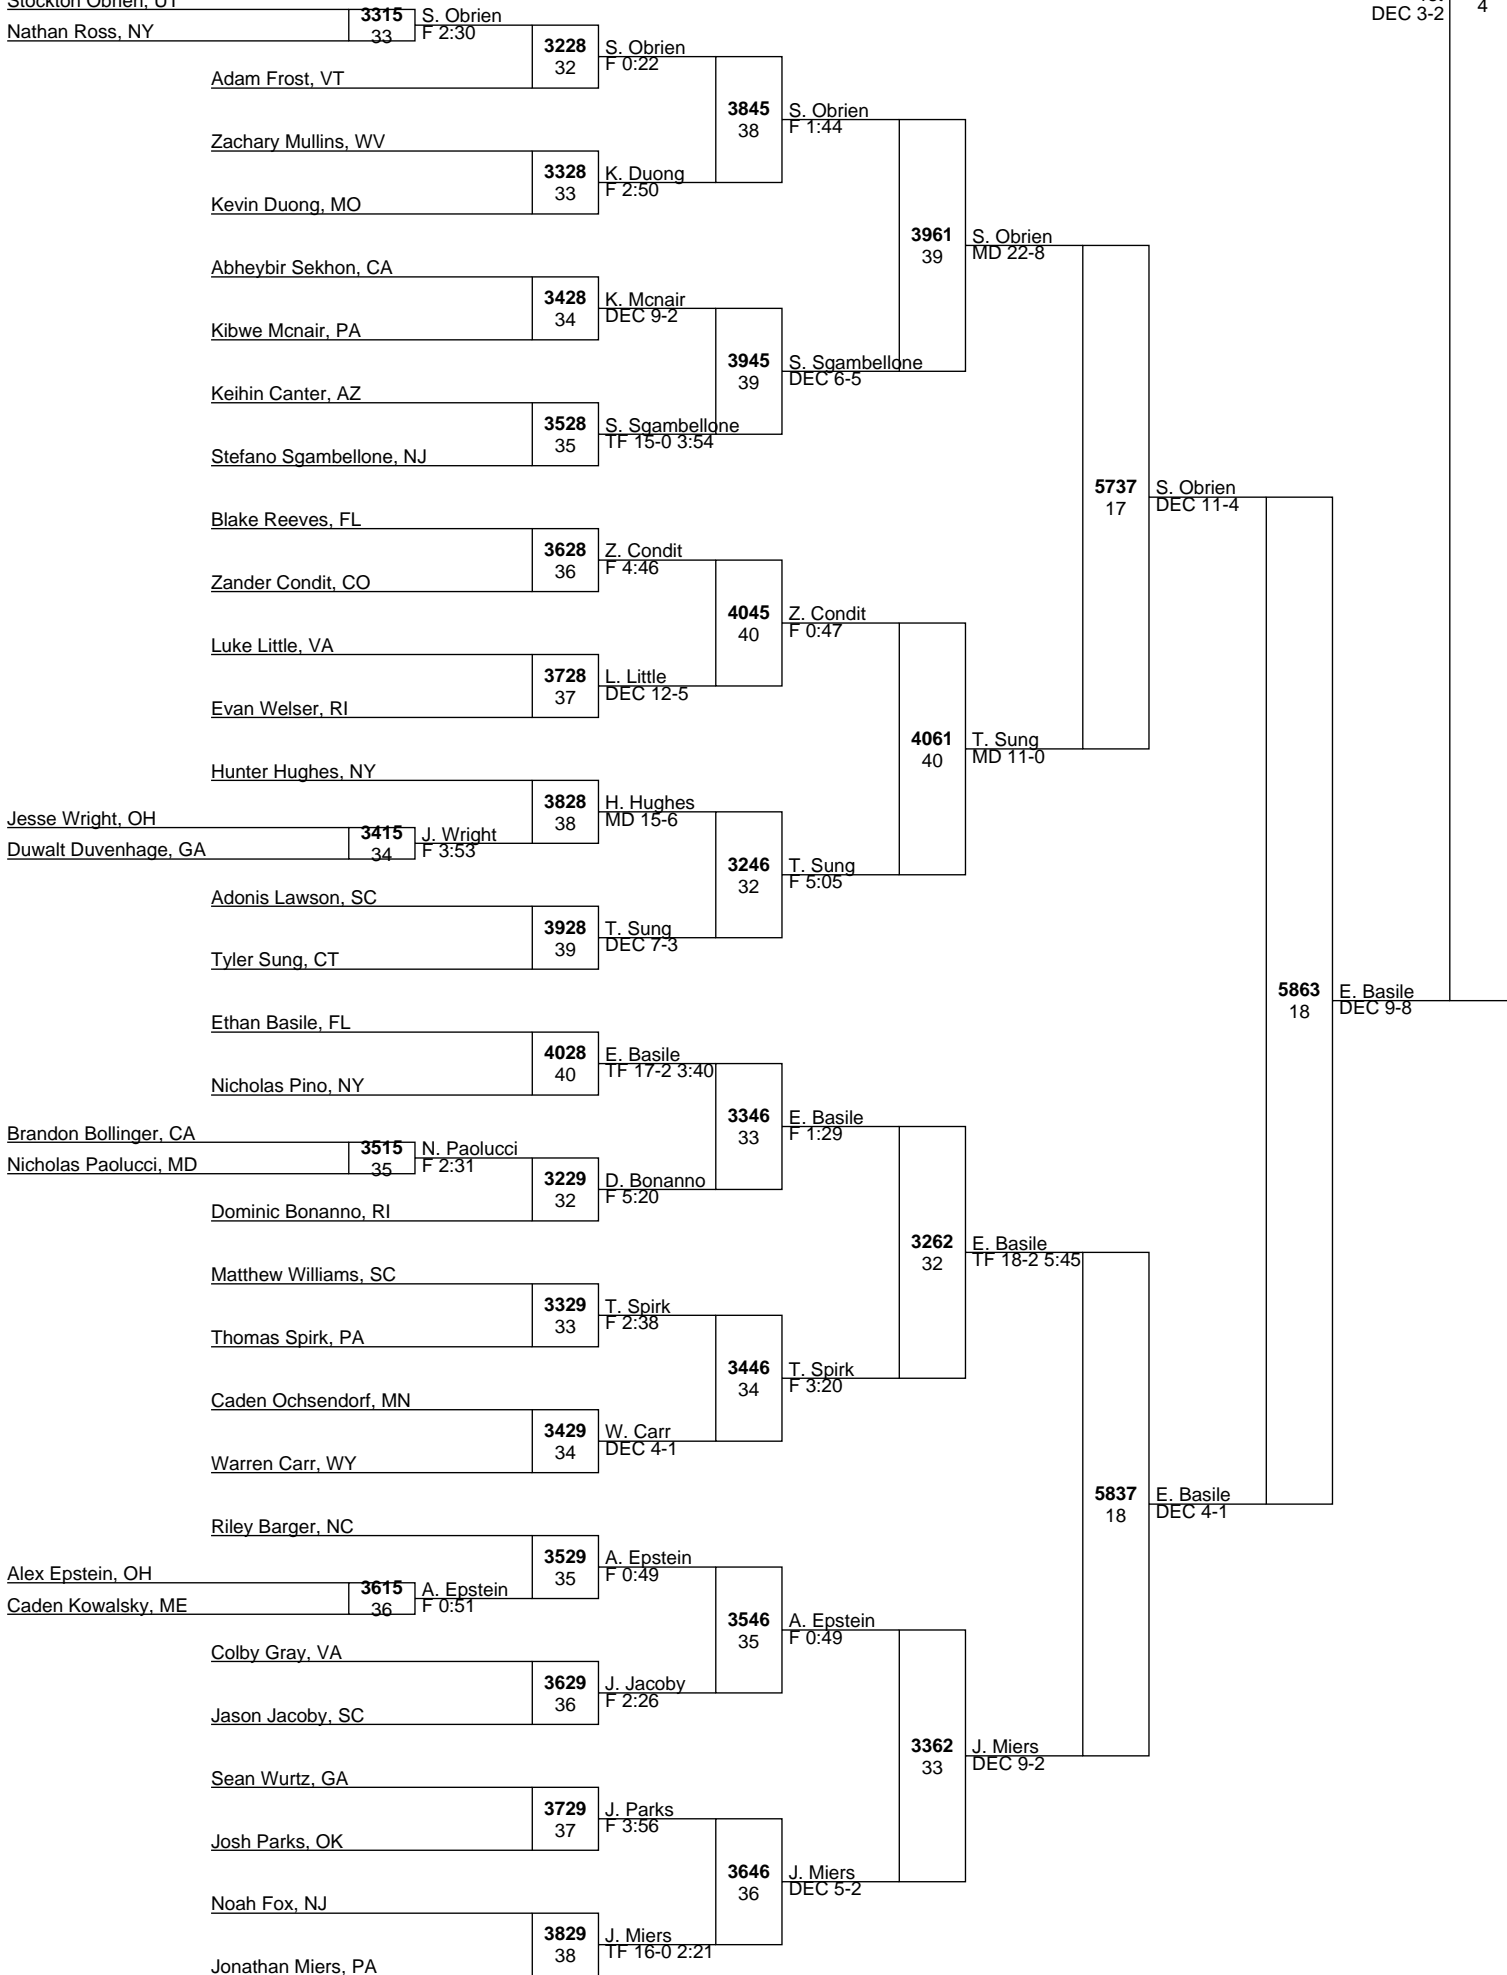 Stockton Obrien, UT
Nathan Ross, NY
3315
33
S. Obrien
F 2:30
DEC 3-2
4
Adam Frost, VT
3228
32
S. Obrien
F 0:22
3845
38
S. Obrien
F 1:44
Zachary Mullins, WV
3328
33
K. Duong
F 2:50
Kevin Duong, MO
3961
39
S. Obrien
MD 22-8
Abheybir Sekhon, CA
3428
34
K. Mcnair
DEC 9-2
Kibwe Mcnair, PA
3945
39
S. Sgambellone
DEC 6-5
Keihin Canter, AZ
3528
35
S. Sgambellone
TF 15-0 3:54
Stefano Sgambellone, NJ
5737
17
S. Obrien
DEC 11-4
Blake Reeves, FL
3628
36
Z. Condit
F 4:46
Zander Condit, CO
4045
40
Z. Condit
F 0:47
Luke Little, VA
3728
37
L. Little
DEC 12-5
Evan Welser, RI
4061
40
T. Sung
MD 11-0
Hunter Hughes, NY
3828
38
H. Hughes
MD 15-6
Jesse Wright, OH
Duwalt Duvenhage, GA
3415
34
J. Wright
F 3:53
3246
32
T. Sung
F 5:05
Adonis Lawson, SC
3928
39
T. Sung
DEC 7-3
Tyler Sung, CT
5863
18
E. Basile
DEC 9-8
Ethan Basile, FL
4028
40
E. Basile
TF 17-2 3:40
Nicholas Pino, NY
3346
33
E. Basile
F 1:29
Brandon Bollinger, CA
Nicholas Paolucci, MD
3515
35
N. Paolucci
F 2:31
3229
32
D. Bonanno
F 5:20
Dominic Bonanno, RI
3262
32
E. Basile
TF 18-2 5:45
Matthew Williams, SC
3329
33
T. Spirk
F 2:38
Thomas Spirk, PA
3446
34
T. Spirk
F 3:20
Caden Ochsendorf, MN
3429
34
W. Carr
DEC 4-1
Warren Carr, WY
5837
18
E. Basile
DEC 4-1
Riley Barger, NC
3529
35
A. Epstein
F 0:49
Alex Epstein, OH
Caden Kowalsky, ME
3615
36
A. Epstein
F 0:51
3546
35
A. Epstein
F 0:49
Colby Gray, VA
3629
36
J. Jacoby
F 2:26
Jason Jacoby, SC
3362
33
J. Miers
DEC 9-2
Sean Wurtz, GA
3729
37
J. Parks
F 3:56
Josh Parks, OK
3646
36
J. Miers
DEC 5-2
Noah Fox, NJ
3829
38
J. Miers
TF 16-0 2:21
Jonathan Miers, PA